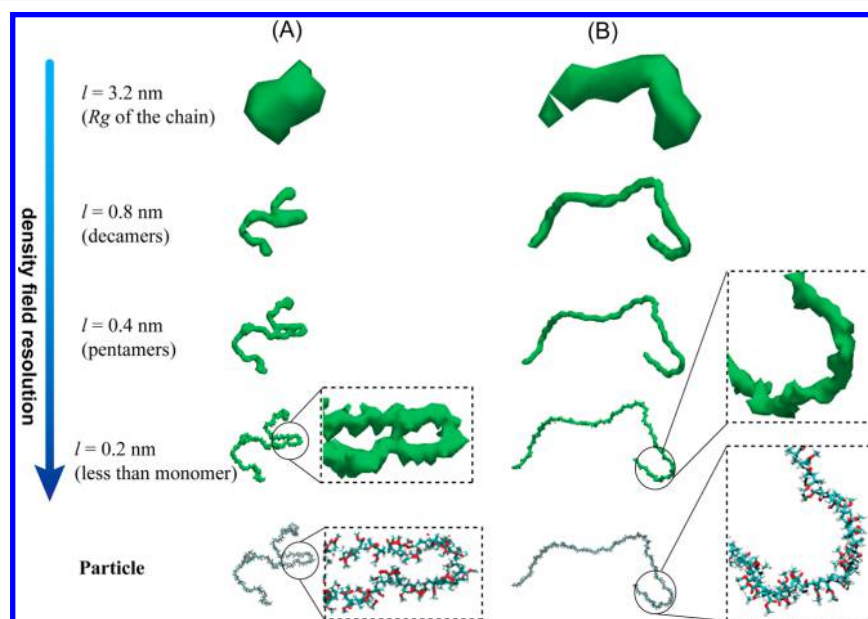 (A) (B)
l = 3.2 nm
(Rg of the chain)
l = 0.8 nm
(decamers)
density field resolution
l = 0.4 nm
(pentamers)
l = 0.2 nm
(less than monomer)
Particle